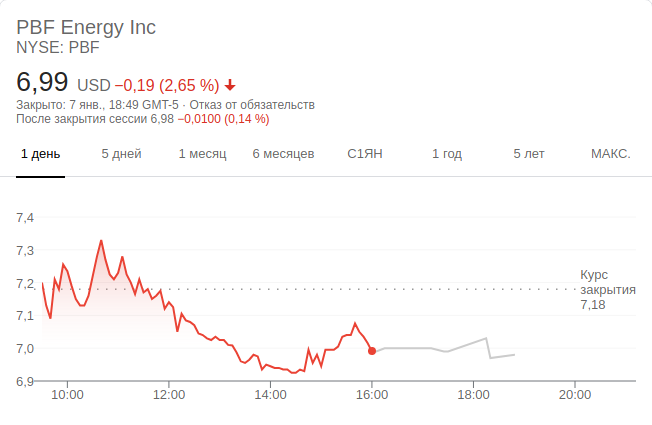 PBF Energy Inc
NYSE: PBF
6,99 USD −0,19 (2,65 %)
Закрыто: 7 янв., 18:49 GMT-5 · Отказ от обязательств
После закрытия сессии 6,98 −0,0100 (0,14 %)
1 день 5 дней 1 месяц 6 месяцев С1ЯН 1 год 5 лет МАКС.
7,4
7,3
7,2
7,1
7,0
6,9
Курс
закрытия
7,18
10:00 12:00 14:00 16:00 18:00 20:00